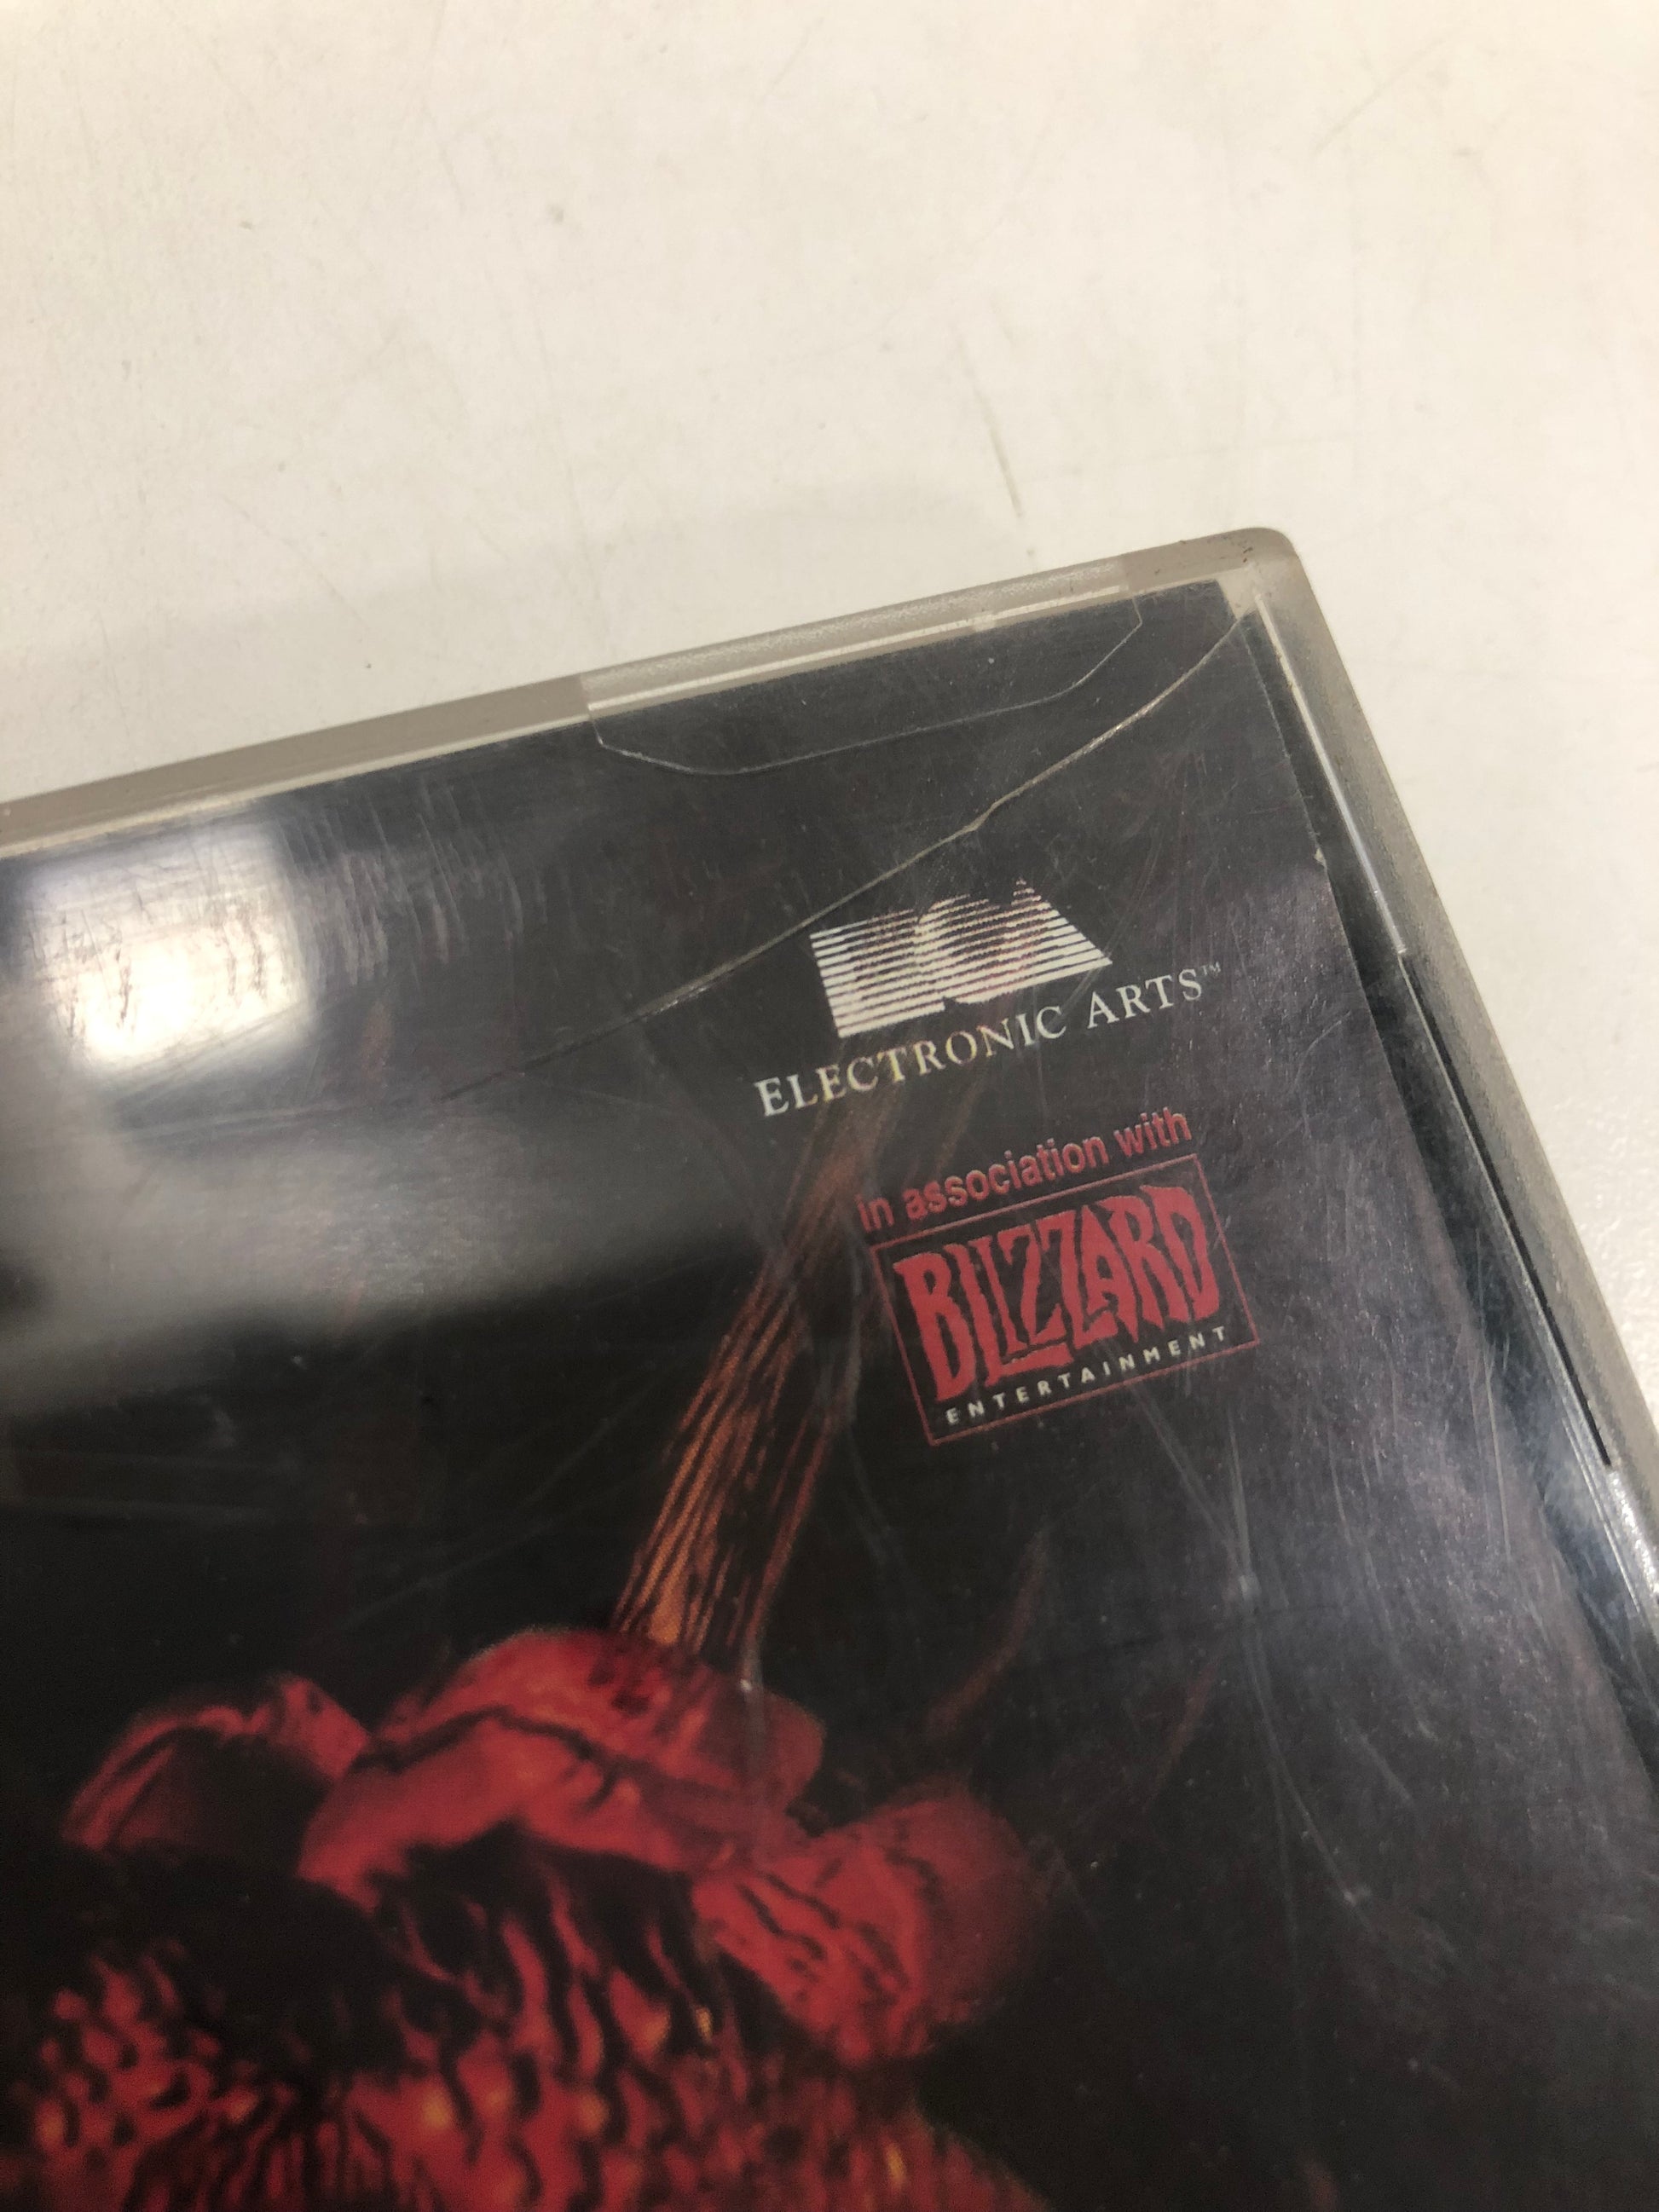 ELECTRONIC ARTS™
in association with
BLIZZARD
ENTERTAINMENT